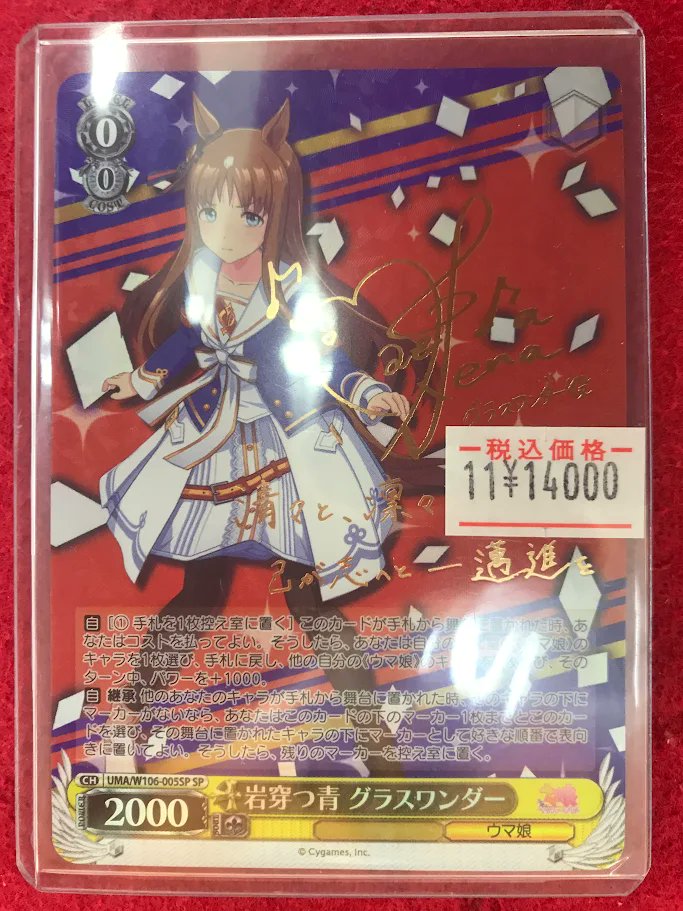 0
0
COST
Hena
税込価格
11¥14000
清々と、凛々
己が志へと一邁進を
自 [① 手札を1枚控え室に置く] このカードが手札から舞台に置かれた時、あ
なたはコストを払ってよい。そうしたら、あなたは自分の《ウマ娘》の
キャラを1枚選び、手札に戻し、他の自分の《ウマ娘》のキャラを1枚選び、その
ターン中、パワーを+1000。
自 継承 他のあなたのキャラが手札から舞台に置かれた時、そのキャラの下に
マーカーがないなら、あなたはこのカードの下のマーカー1枚までとこのカー
ドを選び、その舞台に置かれたキャラの下にマーカーとして好きな順番で表向
きに置いてよい。そうしたら、残りのマーカーを控え室に置く。
CH UMA/W106-005SP SP
POWER 2000
岩穿つ青 グラスワンダー
ウマ娘
© Cygames, Inc.